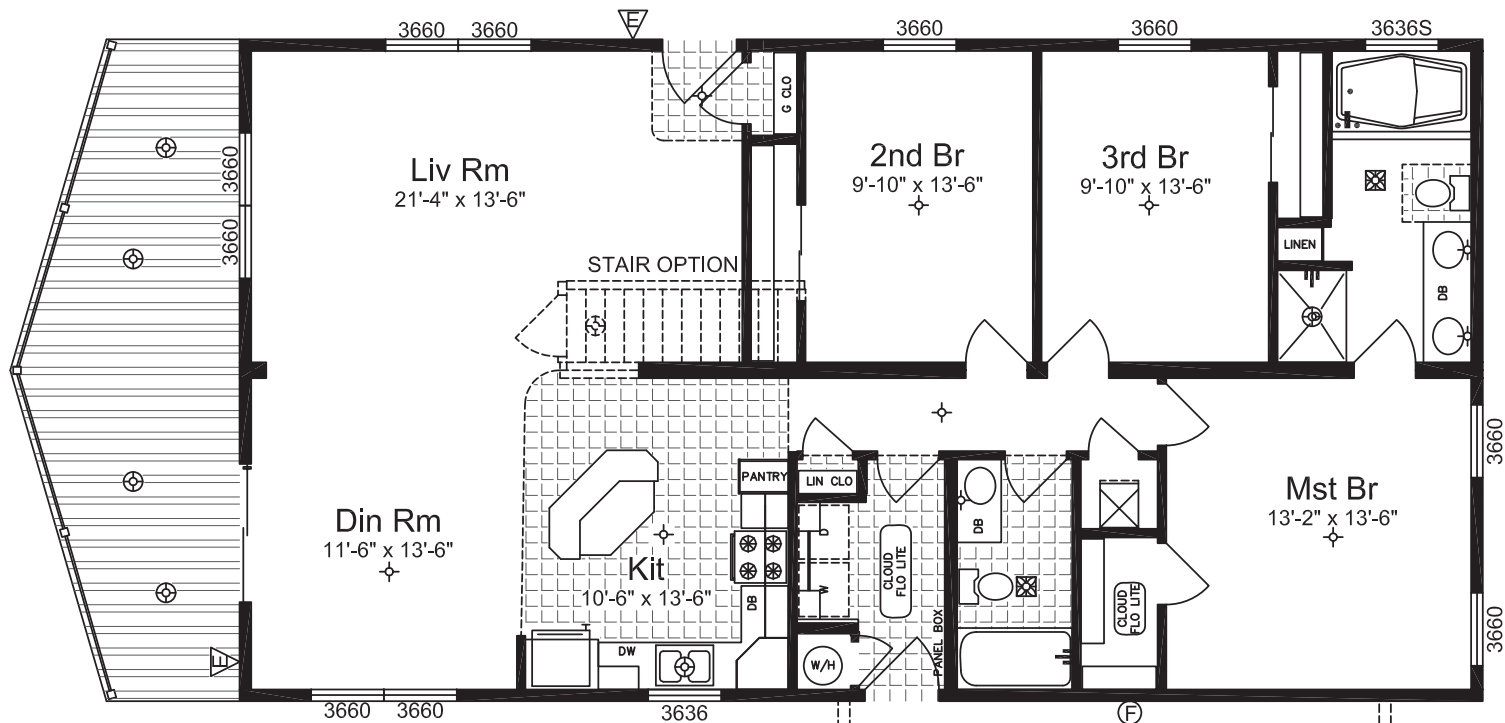 3660
3660
E
3660
3660
3636S
G CLO
Liv Rm
21'-4" x 13'-6"
2nd Br
9'-10" x 13'-6"
3rd Br
9'-10" x 13'-6"
3660
3660
LINEN
STAIR OPTION
DB
3660
PANTRY
LIN CLO
Mst Br
13'-2" x 13'-6"
Din Rm
11'-6" x 13'-6"
Kit
10'-6" x 13'-6"
D
W
CLOUD
FLO LITE
DB
DB
CLOUD
FLO LITE
PANEL BOX
3660
E
DW
W/H
3660
3660
3636
F